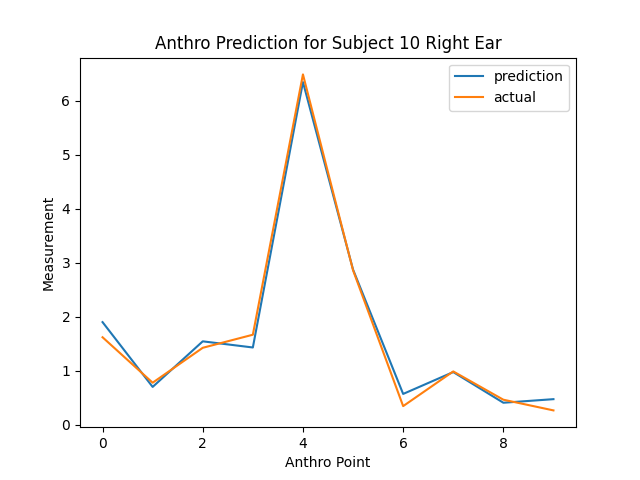 Anthro Prediction for Subject 10 Right Ear
prediction
actual
Measurement
6
5
4
3
2
1
0
0 2 4 6 8
Anthro Point